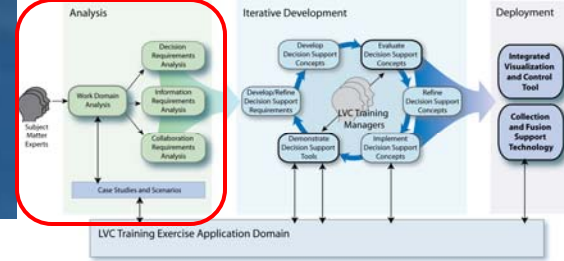 Analysis
Iterative Development
Deployment
Subject
Matter
Experts
Work Domain
Analysis
Decision
Requirements
Analysis
Information
Requirements
Analysis
Collaboration
Requirements
Analysis
Case Studies and Scenarios
Develop
Decision Support
Concepts
Evaluate
Decision Support
Concepts
Develop/Refine
Decision Support
Requirements
LVC Training
Managers
Refine
Decision Support
Concepts
Demonstrate
Decision Support
Tools
Implement
Decision Support
Concepts
Integrated
Visualization
and Control
Tool
Collection
and Fusion
Support
Technology
LVC Training Exercise Application Domain